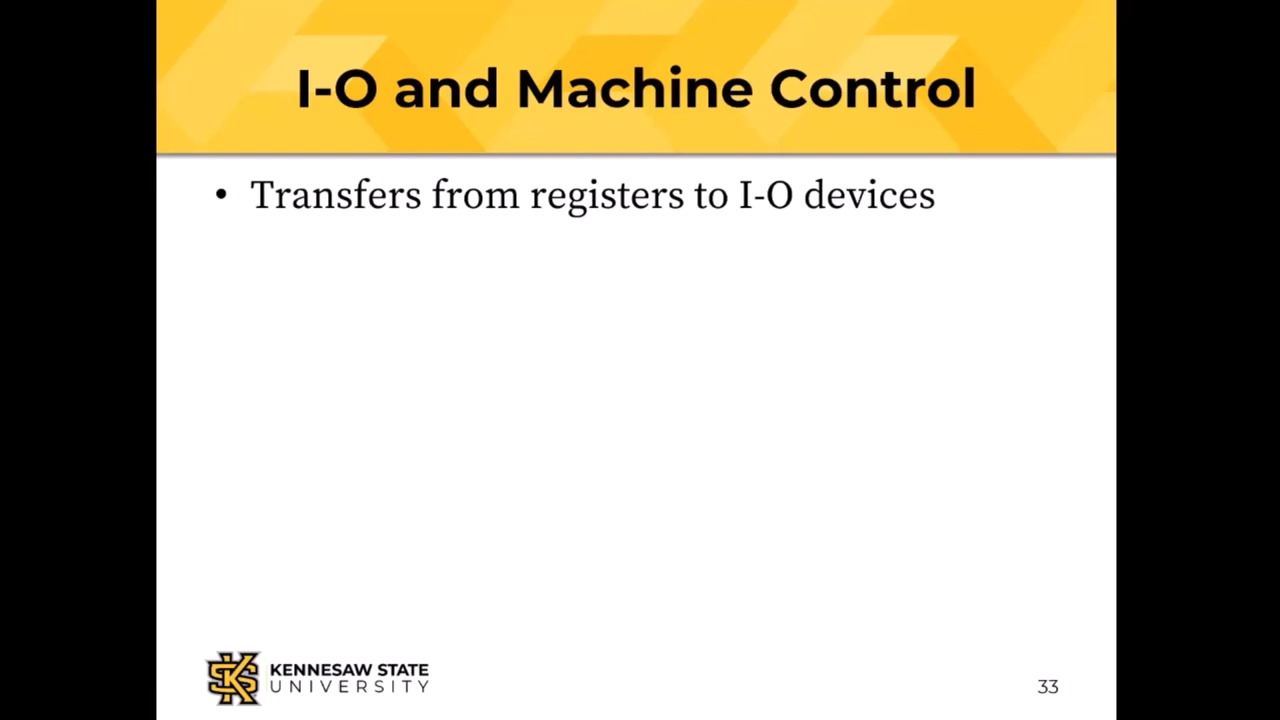 I-O and Machine Control
• Transfers from registers to I-O devices
KENNESAW STATE
UNIVERSITY
33